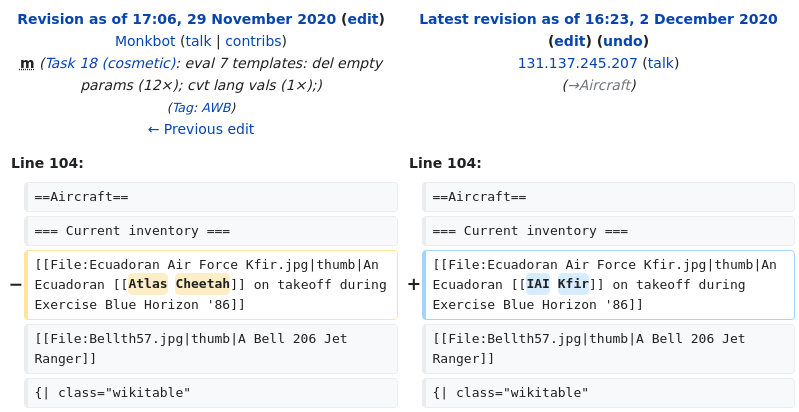 Revision as of 17:06, 29 November 2020 (edit)
Monkbot (talk | contribs)
m (Task 18 (cosmetic): eval 7 templates: del empty
params (12×); cvt lang vals (1×);)
(Tag: AWB)
← Previous edit
Latest revision as of 16:23, 2 December 2020
(edit) (undo)
131.137.245.207 (talk)
(→Aircraft)
Line 104:
==Aircraft==
=== Current inventory ===
− [[File:Ecuadoran Air Force Kfir.jpg|thumb|An
Ecuadoran [[Atlas Cheetah]] on takeoff during
Exercise Blue Horizon '86]]
[[File:Bellth57.jpg|thumb|A Bell 206 Jet
Ranger]]
{| class="wikitable"
Line 104:
==Aircraft==
=== Current inventory ===
+ [[File:Ecuadoran Air Force Kfir.jpg|thumb|An
Ecuadoran [[IAI Kfir]] on takeoff during
Exercise Blue Horizon '86]]
[[File:Bellth57.jpg|thumb|A Bell 206 Jet
Ranger]]
{| class="wikitable"